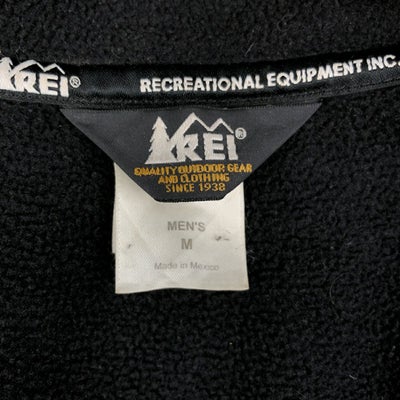 REI® RECREATIONAL EQUIPMENT INC.
REI®
QUALITY OUTDOOR GEAR
AND CLOTHING
SINCE 1938
MEN'S
M
Made in Mexico